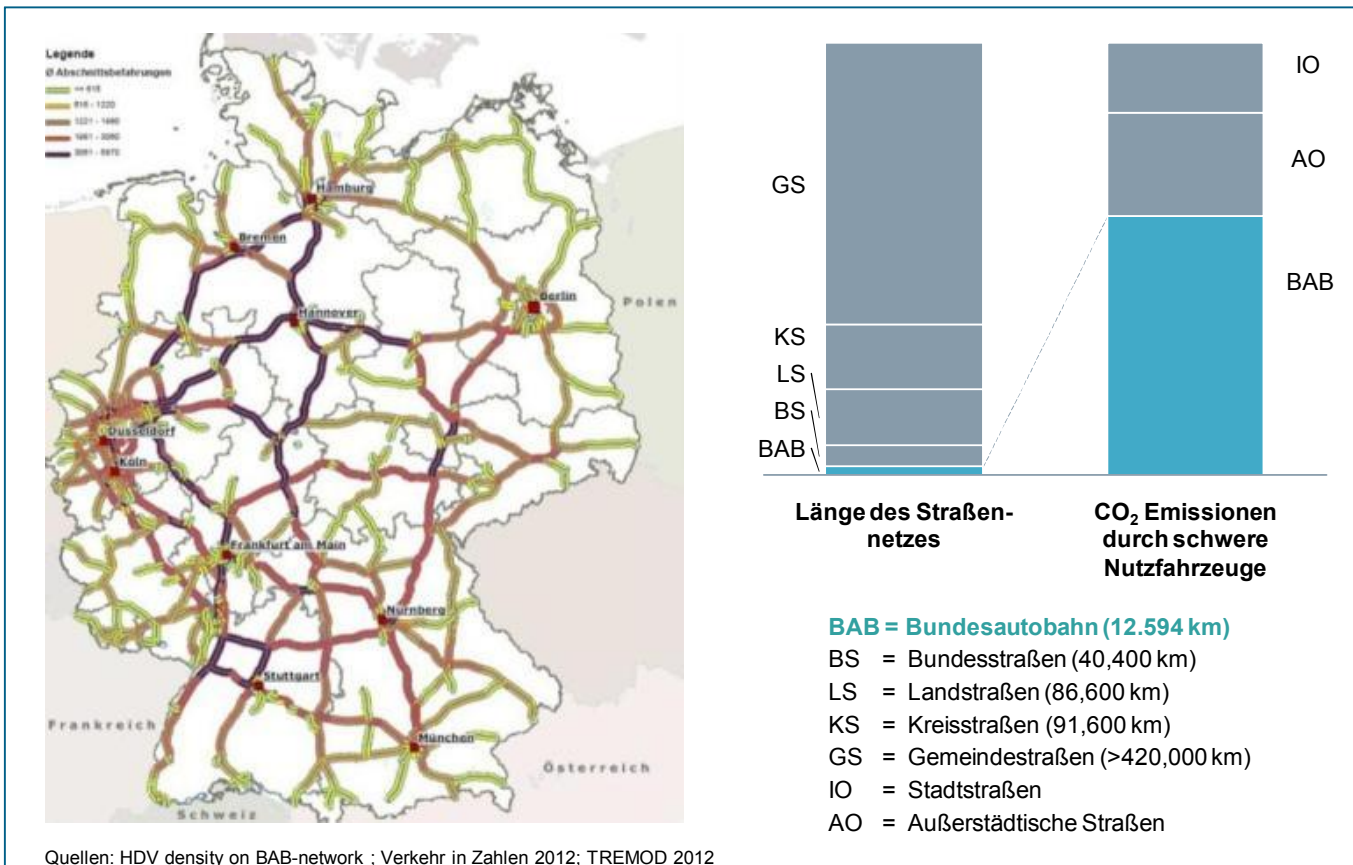 Legende
Ø Abschnittsbefahrungen
Hamburg
Bremen
Berlin
Polen
Hannover
Düsseldorf
Köln
Frankfurt am Main
Nürnberg
Stuttgart
Frankreich
München
Österreich
Schweiz
GS
KS
LS
BS
BAB
IO
AO
BAB
Länge des Straßen-
netzes
CO₂ Emissionen
durch schwere
Nutzfahrzeuge
BAB = Bundesautobahn (12.594 km)
BS = Bundesstraßen (40,400 km)
LS = Landstraßen (86,600 km)
KS = Kreisstraßen (91,600 km)
GS = Gemeindestraßen (>420,000 km)
IO = Stadtstraßen
AO = Außerstädtische Straßen
Quellen: HDV density on BAB-network ; Verkehr in Zahlen 2012; TREMOD 2012